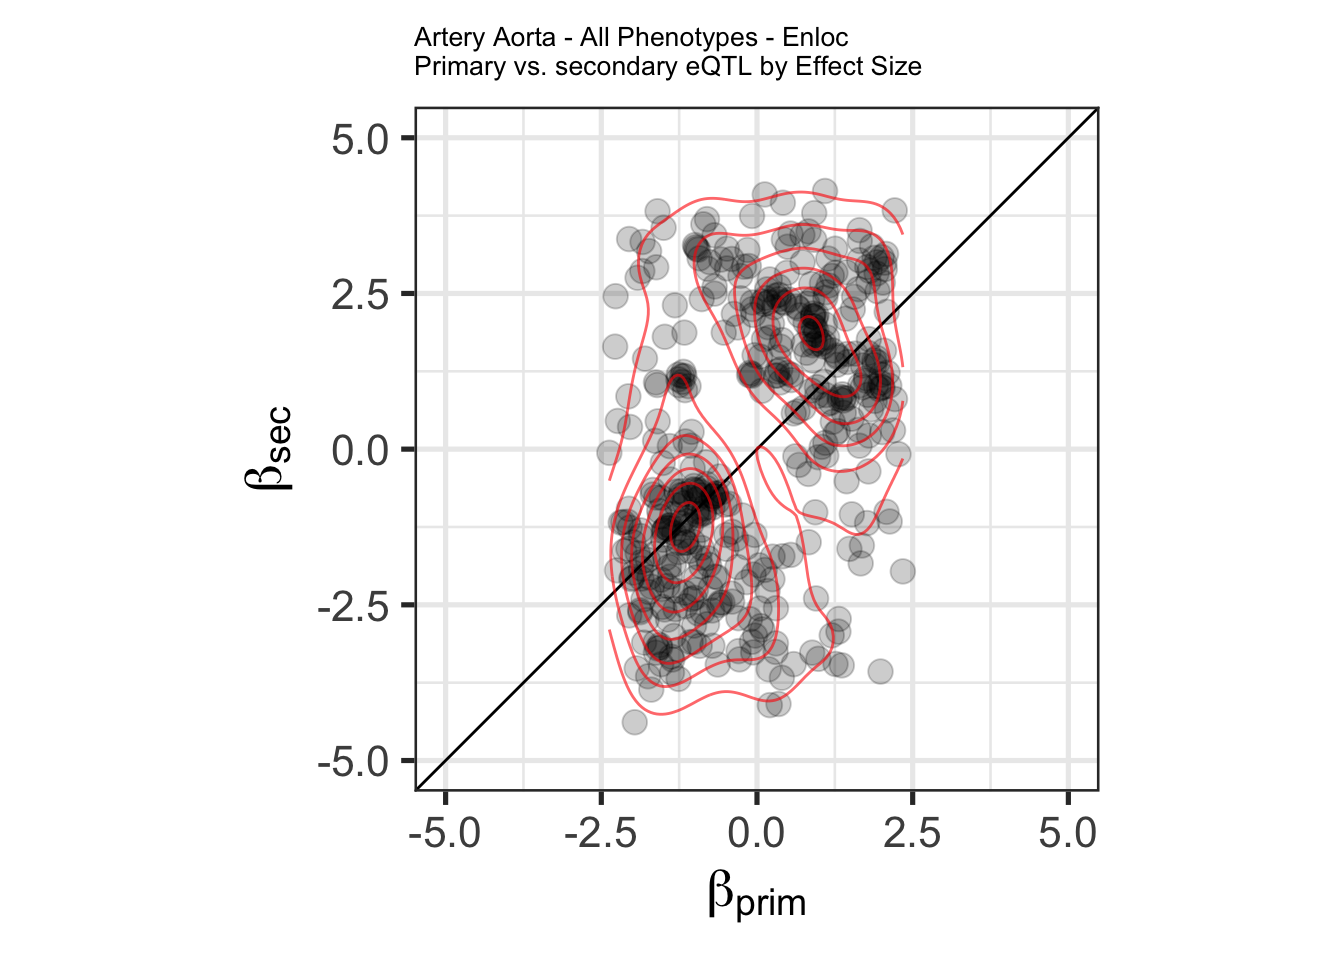 Artery Aorta - All Phenotypes - Enloc
Primary vs. secondary eQTL by Effect Size
5.0
2.5
0.0
-2.5
-5.0
βsec
-5.0 -2.5 0.0 2.5 5.0
βprim